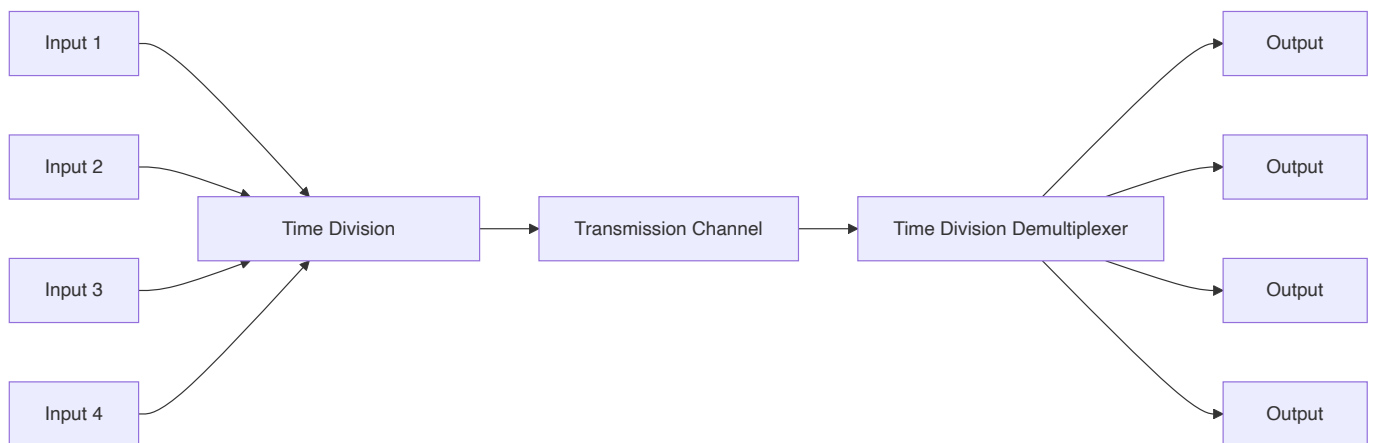 Input 1
Input 2
Input 3
Input 4
Time Division
Transmission Channel
Time Division Demultiplexer
Output
Output
Output
Output